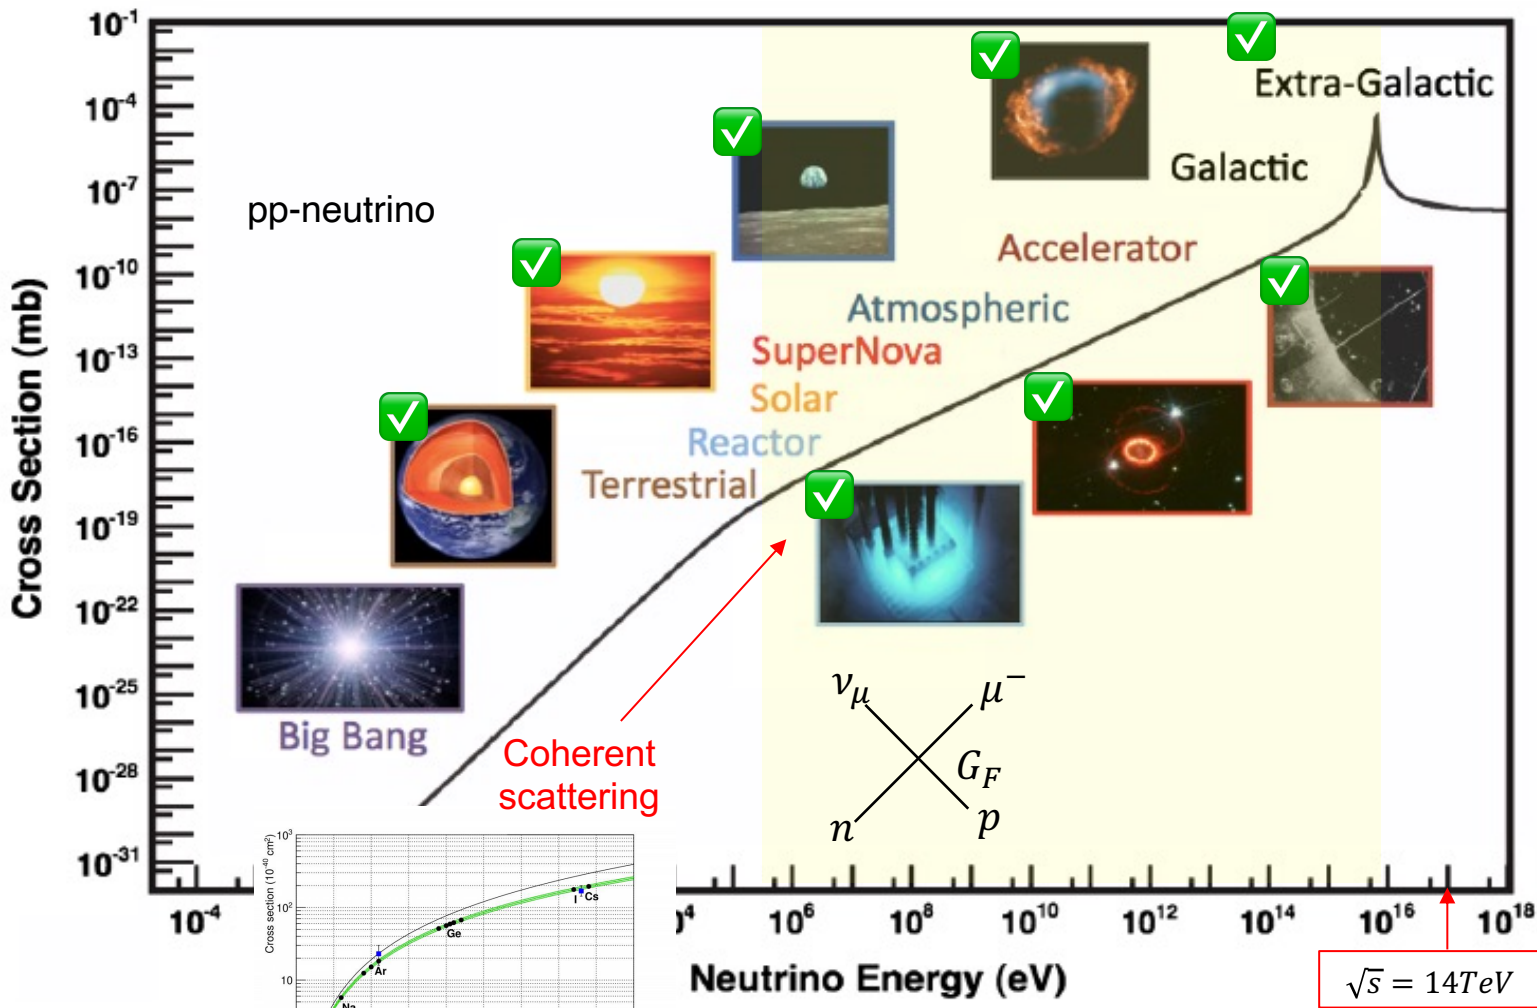 10^-1
10^-4
10^-7
10^-10
10^-13
10^-16
10^-19
10^-22
10^-25
10^-28
10^-31
Cross Section (mb)
Extra-Galactic
Galactic
pp-neutrino
Accelerator
Atmospheric
SuperNova
Solar
Reactor
Terrestrial
Big Bang
Coherent
scattering
ν_μ
μ^-
G_F
n
p
Cross section (10^-40 cm^2)
10^3
10^2
10
I
Cs
Ge
Ar
Na
10^-4
10^6
10^8
10^10
10^12
10^14
10^16
10^18
Neutrino Energy (eV)
√s = 14TeV